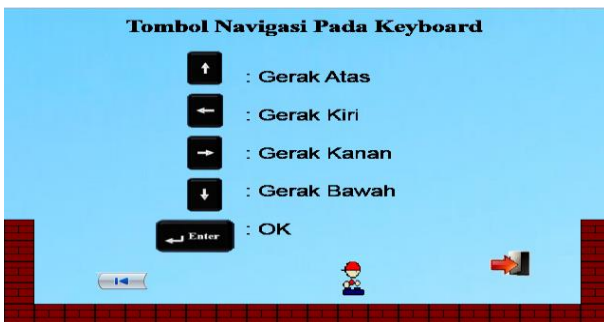 Tombol Navigasi Pada Keyboard
: Gerak Atas
: Gerak Kiri
: Gerak Kanan
: Gerak Bawah
Enter : OK